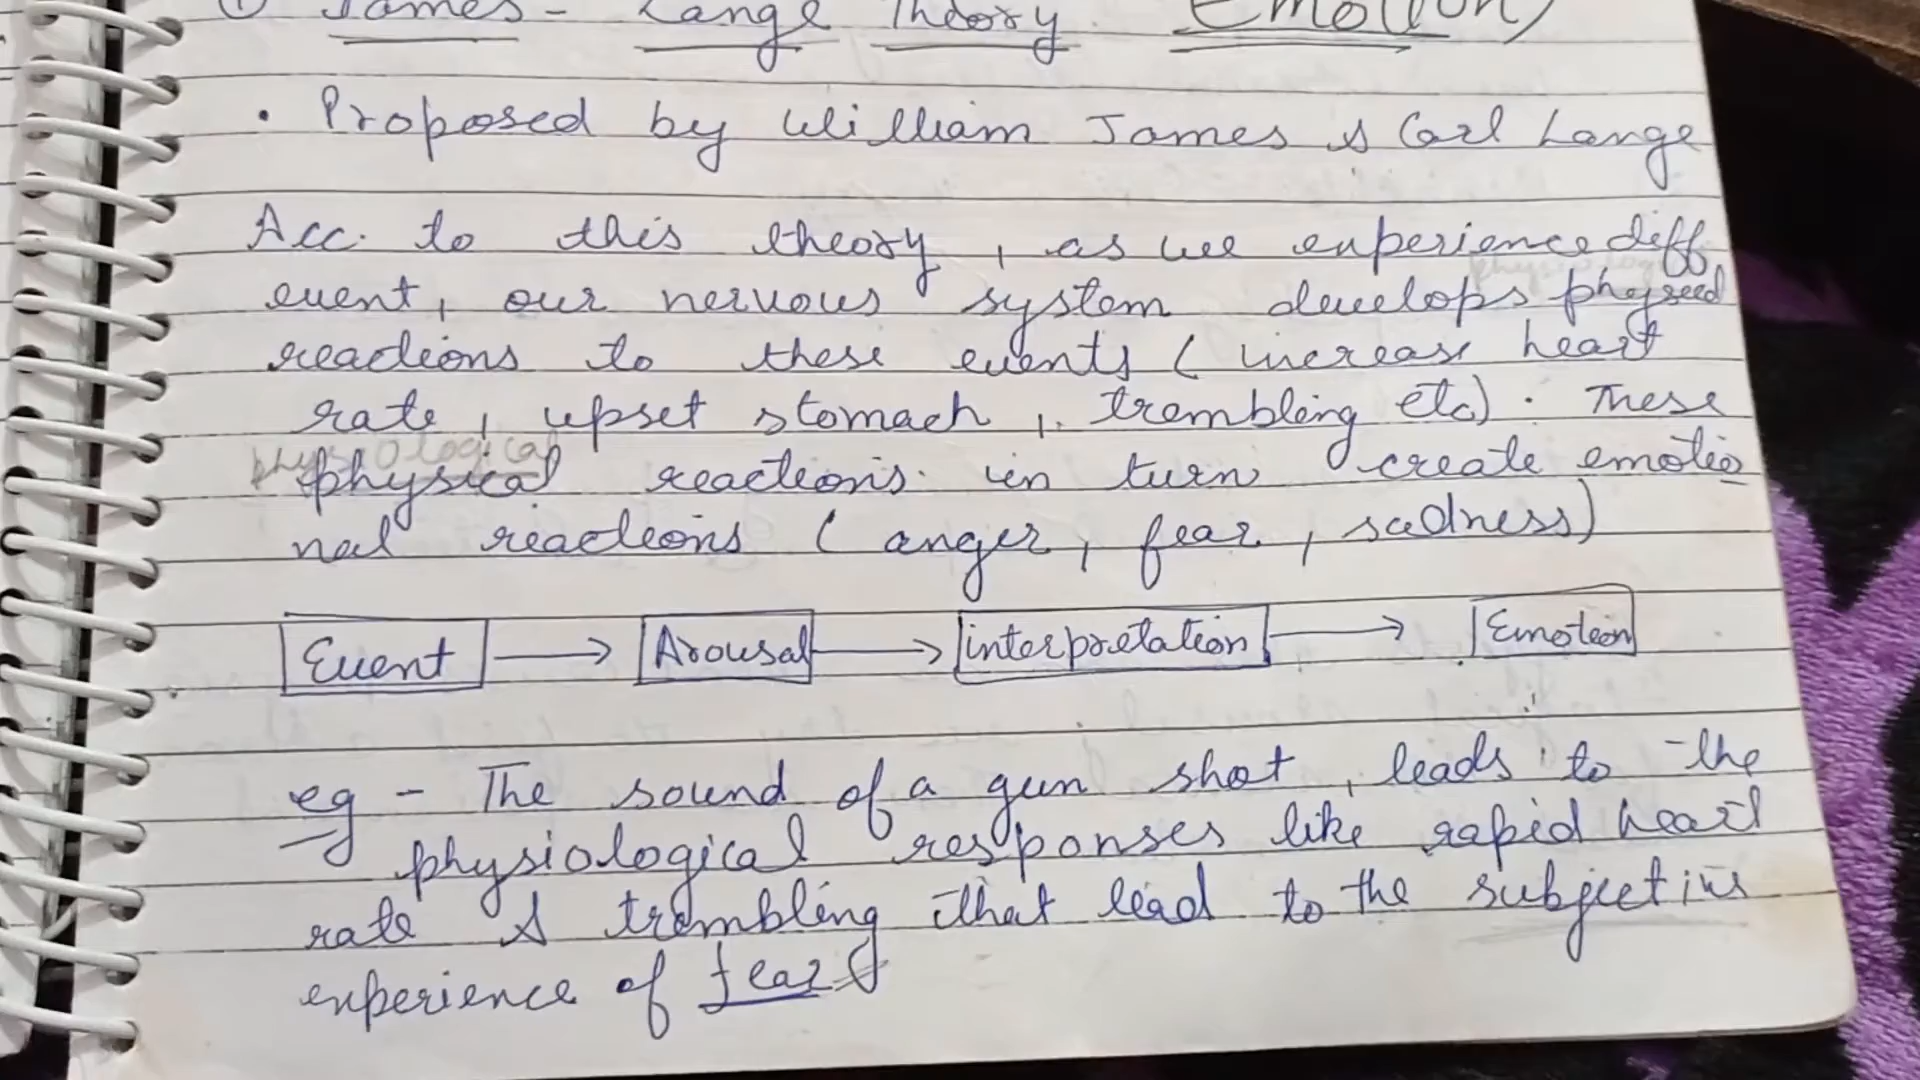 ① James - Lange Theory Emotion)
• Proposed by William James & Carl Lange
Acc. to this theory, as we experience diff
event, our nervous system develops physical
reactions to these events (increase heart
rate, upset stomach, trembling etc). These
physiological
physical reactions in turn create emotio
nal reactions (anger, fear, sadness)
Event → Arousal → interpretation → Emotion
eg - The sound of a gun shot, leads to the
physiological responses like rapid heart
rate & trembling that lead to the subjective
experience of fear